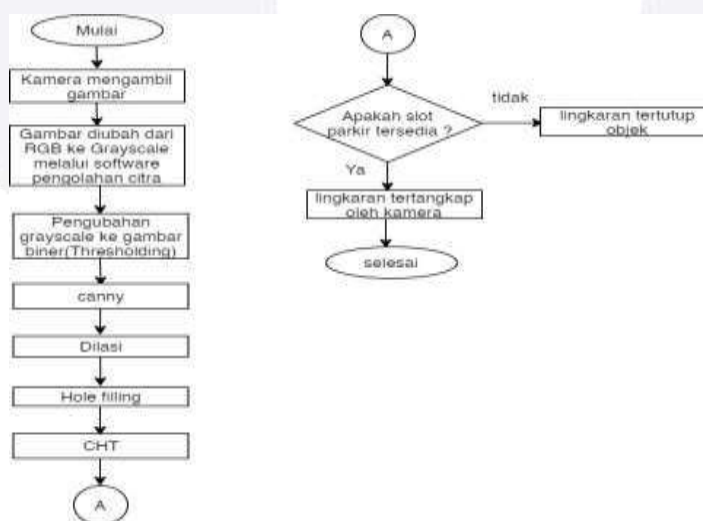 Mulai
Kamera mengambil
gambar
Gambar diubah dari
RGB ke Grayscale
melalui software
pengolahan citra
Pengubahan
grayscale ke gambar
biner(Thresholding)
canny
Dilasi
Hole filling
CHT
A
A
Apakah slot
parkir tersedia ?
tidak
lingkaran tertutup
objek
Ya
lingkaran tertangkap
oleh kamera
selesai